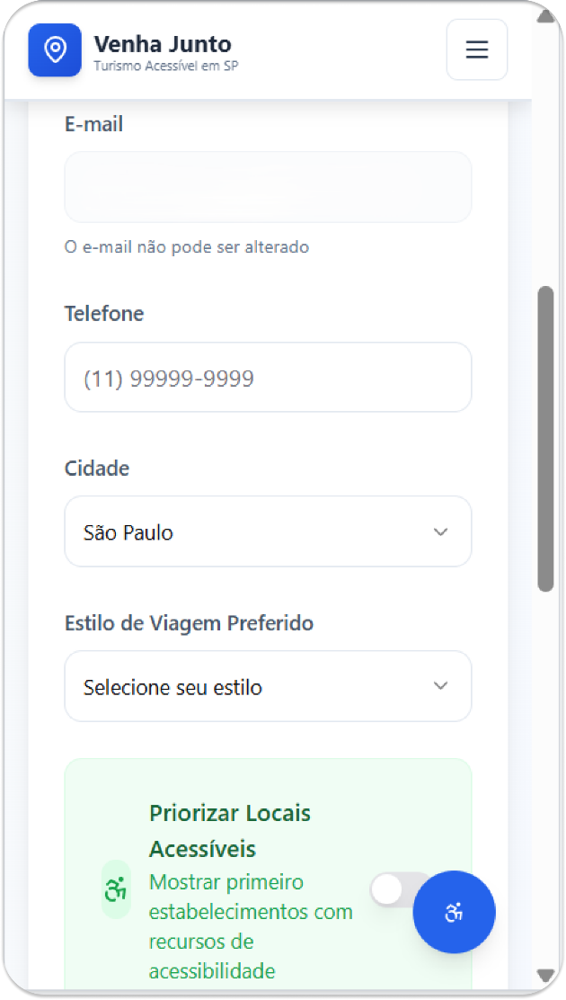 Venha Junto
Turismo Acessível em SP
E-mail
O e-mail não pode ser alterado
Telefone
(11) 99999-9999
Cidade
São Paulo
Estilo de Viagem Preferido
Selecione seu estilo
Priorizar Locais
Acessíveis
Mostrar primeiro
estabelecimentos com
recursos de
acessibilidade